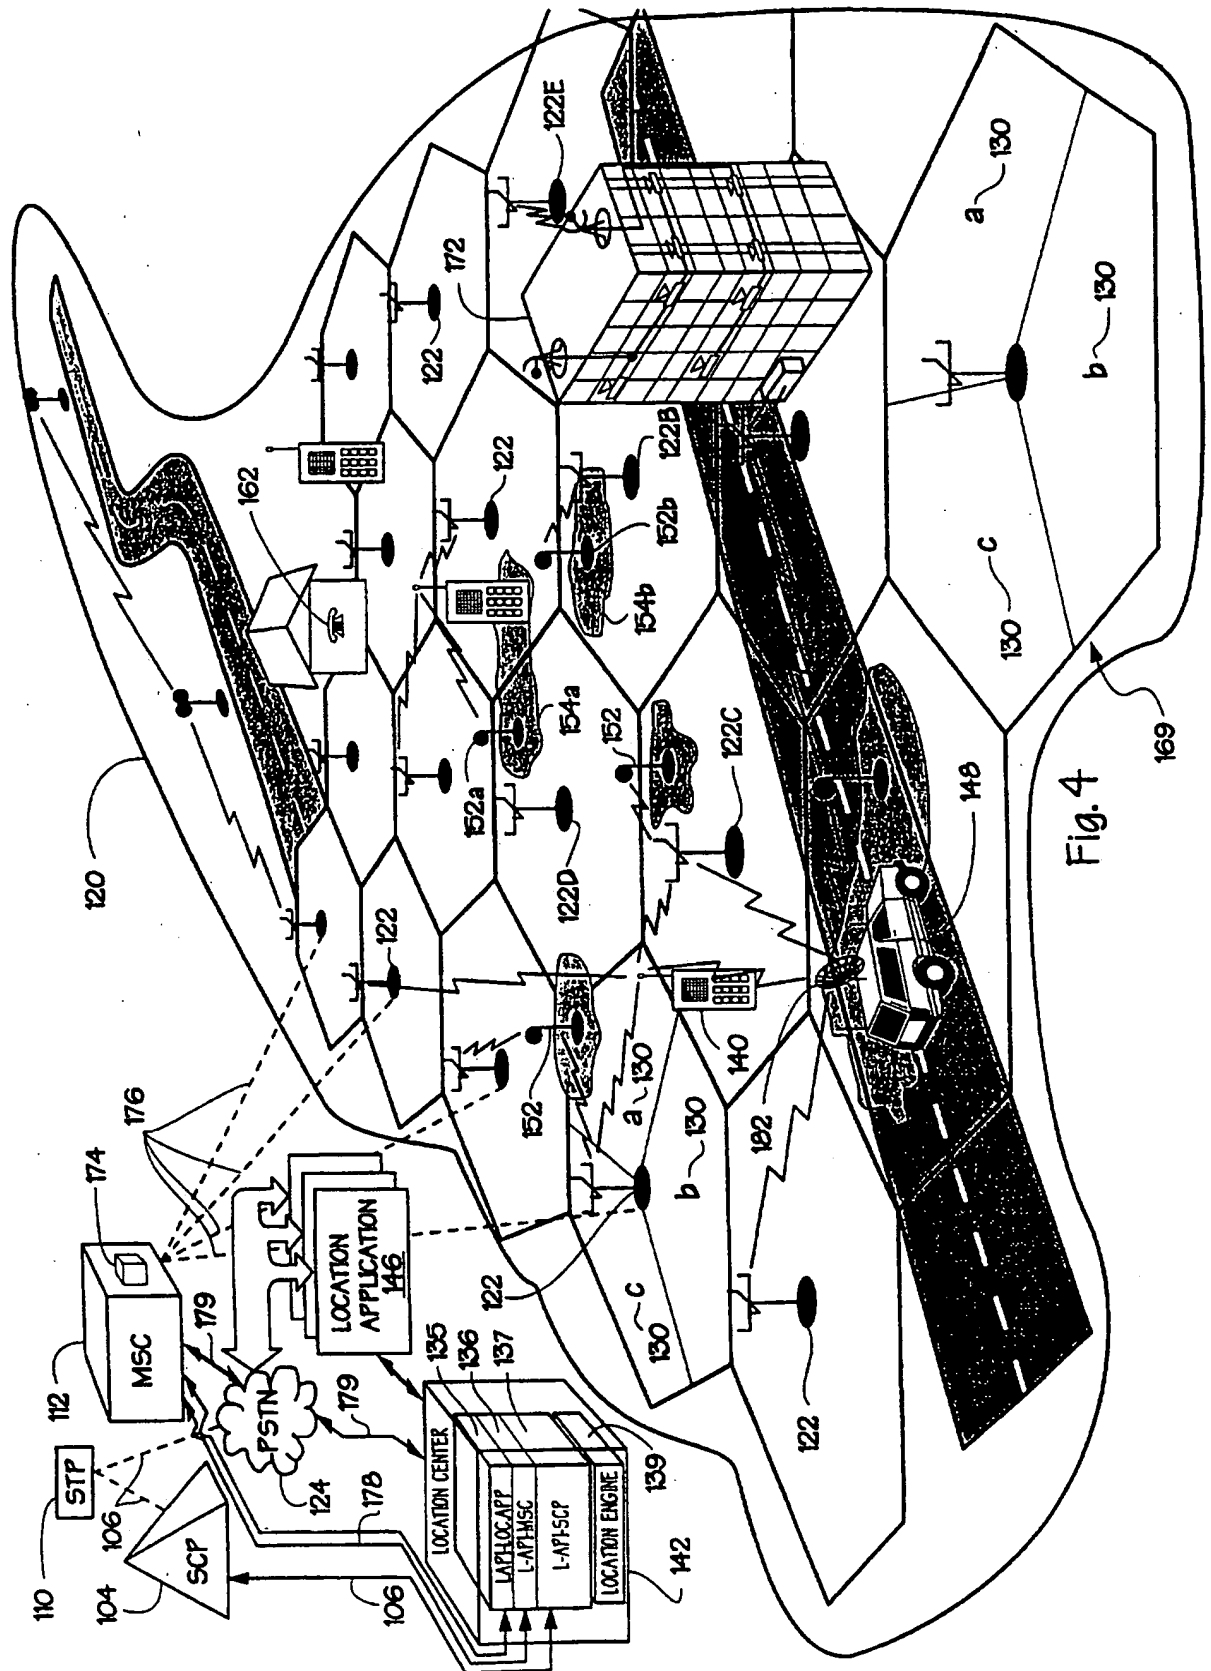 120
162
122
122E
172
122
122B
152b
154b
152a
154a
122D
152
122C
122
152
a
130
b
130
c
130
140
182
122
122
148
a
130
b
130
c
130
169
110
STP
106
104
SCP
106
112
MSC
174
176
179
PSTN
124
178
179
LOCATION
APPLICATION
146
135
136
137
LOCATION CENTER
LAPI-LOCAPP
L-API-MSC
L-API-SCP
LOCATION ENGINE
139
142
Fig. 4